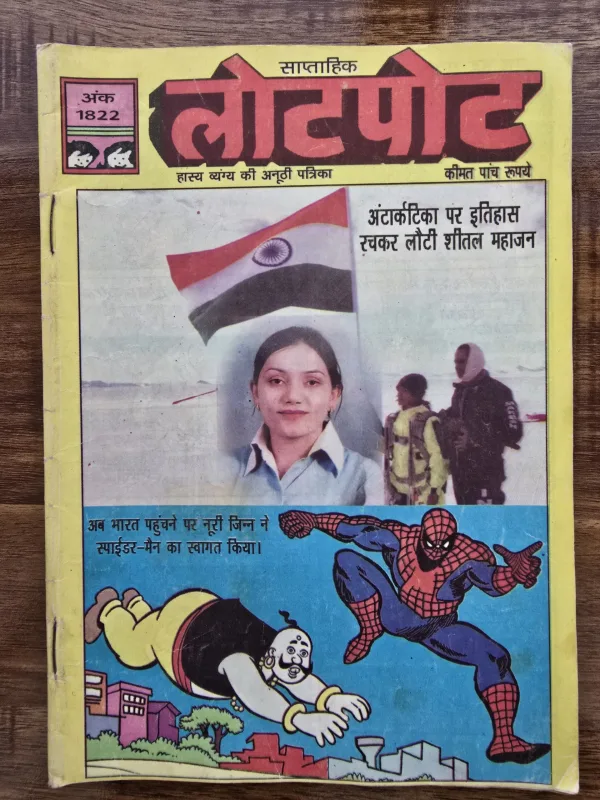 साप्ताहिक
अंक
1822
लोटपोट
हास्य व्यंग्य की अनूठी पत्रिका
कीमत पांच रूपये
अंटार्कटिका पर इतिहास
रचकर लौटी शीतल महाजन
अब भारत पहुंचने पर नूरी जिन्न ने
स्पाईडर-मैन का स्वागत किया।